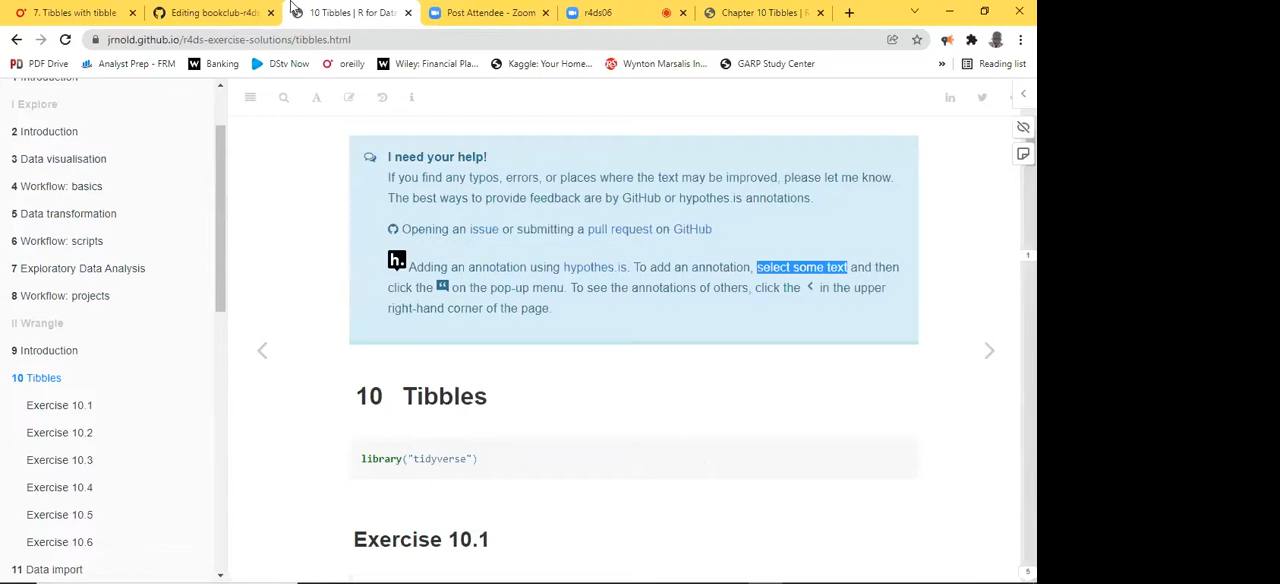 7. Tibbles with tibble
Editing bookclub-r4ds
10 Tibbles | R for Data
Post Attendee - Zoom
r4ds06
Chapter 10 Tibbles | R
jrnold.github.io/r4ds-exercise-solutions/tibbles.html
PDF Drive
Analyst Prep - FRM
Banking
DStv Now
oreilly
Wiley: Financial Pla...
Kaggle: Your Home...
Wynton Marsalis In...
GARP Study Center
»
Reading list
1 Introduction
I Explore
2 Introduction
3 Data visualisation
4 Workflow: basics
5 Data transformation
6 Workflow: scripts
7 Exploratory Data Analysis
8 Workflow: projects
II Wrangle
9 Introduction
10 Tibbles
Exercise 10.1
Exercise 10.2
Exercise 10.3
Exercise 10.4
Exercise 10.5
Exercise 10.6
11 Data import
I need your help!
If you find any typos, errors, or places where the text may be improved, please let me know.
The best ways to provide feedback are by GitHub or hypothes.is annotations.
Opening an issue or submitting a pull request on GitHub
h. Adding an annotation using hypothes.is. To add an annotation, select some text and then
click the on the pop-up menu. To see the annotations of others, click the < in the upper
right-hand corner of the page.
10 Tibbles
library("tidyverse")
Exercise 10.1
1
5